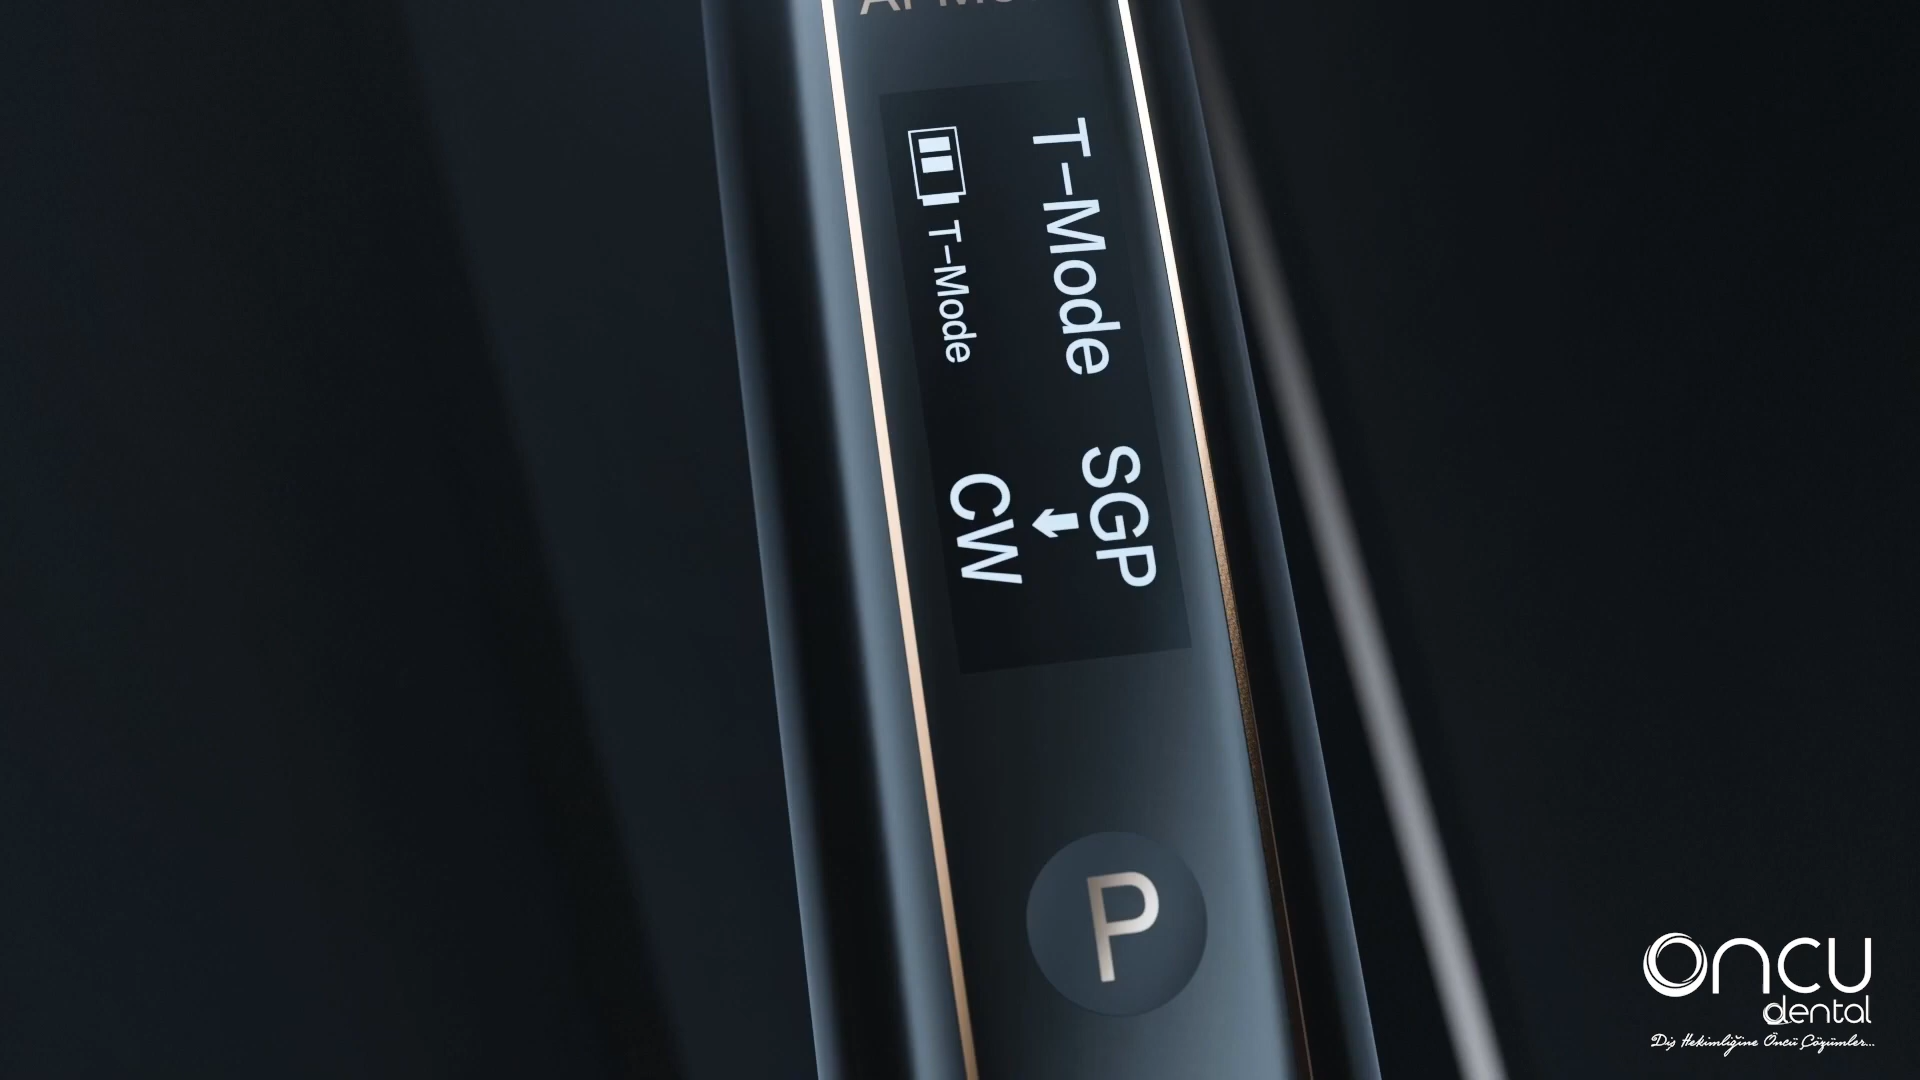 T-Mode
SGP
T-Mode
CW
P
oncu
dental
Diş Hekimliğine Öncü Çözümler...